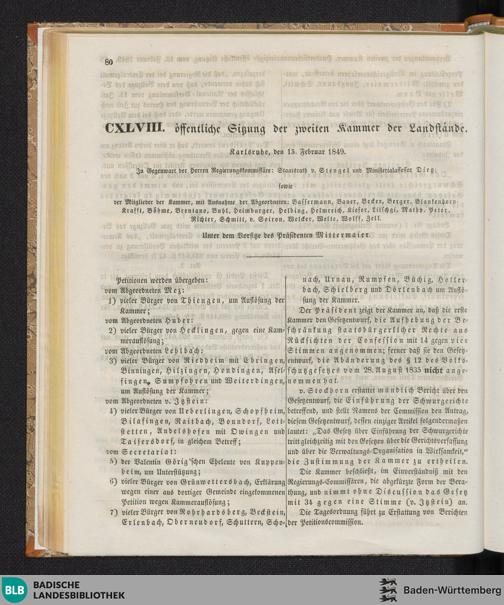 80
CXLVIII. öffentliche Sitzung der zweiten Kammer der Landstände.
Karlsruhe, den 13. Februar 1849.
In Gegenwart der Herren Regierungskommissäre: Staatsrath v. Stengel und Ministerialassessor Dietz;
sowie
der Mitglieder der Kammer, mit Ausnahme der Abgeordneten: Bassermann, Bauer, Becker, Berger, Blankenhorn-
Krafft, Böhme, Brentano, Buhl, Heimburger, Helbing, Helmreich, Kiefer, Litschgi, Mathy, Peter,
Richter, Schmitt, v. Soiron, Welcker, Welte, Wolff, Zell.
Unter dem Vorsitze des Präsidenten Mittermaier.
Petitionen werden übergeben:
vom Abgeordneten Mez:
1) vieler Bürger von Thiengen, um Auflösung der
Kammer;
vom Abgeordneten Huber:
2) vieler Bürger von Hecklingen, gegen eine Kam-
merauflösung;
vom Abgeordneten Lehlbach:
3) vieler Bürger von Riedheim mit Ebringen,
Binningen, Hilzingen, Hendingen, Asel-
fingen, Sumpfohren und Weiterdingen,
um Auflösung der Kammer;
vom Abgeordneten v. Itzstein:
4) vieler Bürger von Ueberlingen, Schopfheim,
Bilafingen, Raitbach, Bonndorf, Lott-
stetten, Andelshofen mit Owingen und
Taisersdorf, in gleichem Betreff;
vom Secretariat:
5) der Valentin Görig'schen Eheleute von Kuppen-
heim, um Unterstützung;
6) vieler Bürger von Grünwettersbach, Erklärung
wegen einer aus dortiger Gemeinde eingekommenen
Petition wegen Kammerauflösung;
7) vieler Bürger von Rohrhardsberg, Beckstein,
Erlenbach, Oberneudorf, Schuttern, Scho-
nach, Urnau, Rumpfen, Büchig, Holler-
bach, Schielberg und Dörlenbach um Auflö-
sung der Kammer.
Der Präsident zeigt der Kammer an, daß die erste
Kammer den Gesetzentwurf, die Aufhebung der Be-
schränkung staatsbürgerlicher Rechte aus
Rücksichten der Confession mit 14 gegen vier
Stimmen angenommen; ferner daß sie den Gesetz-
entwurf, die Abänderung des § 12 des Volks-
schulgesetzes vom 28. August 1835 nicht ange-
nommen hat.
v. Stockhorn erstattet mündlich Bericht über den
Gesetzentwurf, die Einführung der Schwurgerichte
betreffend, und stellt Namens der Commission den Antrag,
diesem Gesetzentwurf, dessen einziger Artikel folgendermaßen
lautet: „Das Gesetz über Einführung der Schwurgerichte
tritt gleichzeitig mit den Gesetzen über die Gerichtsverfassung
und über die Verwaltungs-Organisation in Wirksamkeit,“
die Zustimmung der Kammer zu ertheilen.
Die Kammer beschließt, im Einverständniß mit den
Regierungs-Commissären, die abgekürzte Form der Bera-
thung, und nimmt ohne Discussion das Gesetz
mit 34 gegen eine Stimme (v. Itzstein) an.
Die Tagesordnung führt zu Erstattung von Berichten
der Petitionscommission.
BLB
BADISCHE
LANDESBIBLIOTHEK
Baden-Württemberg